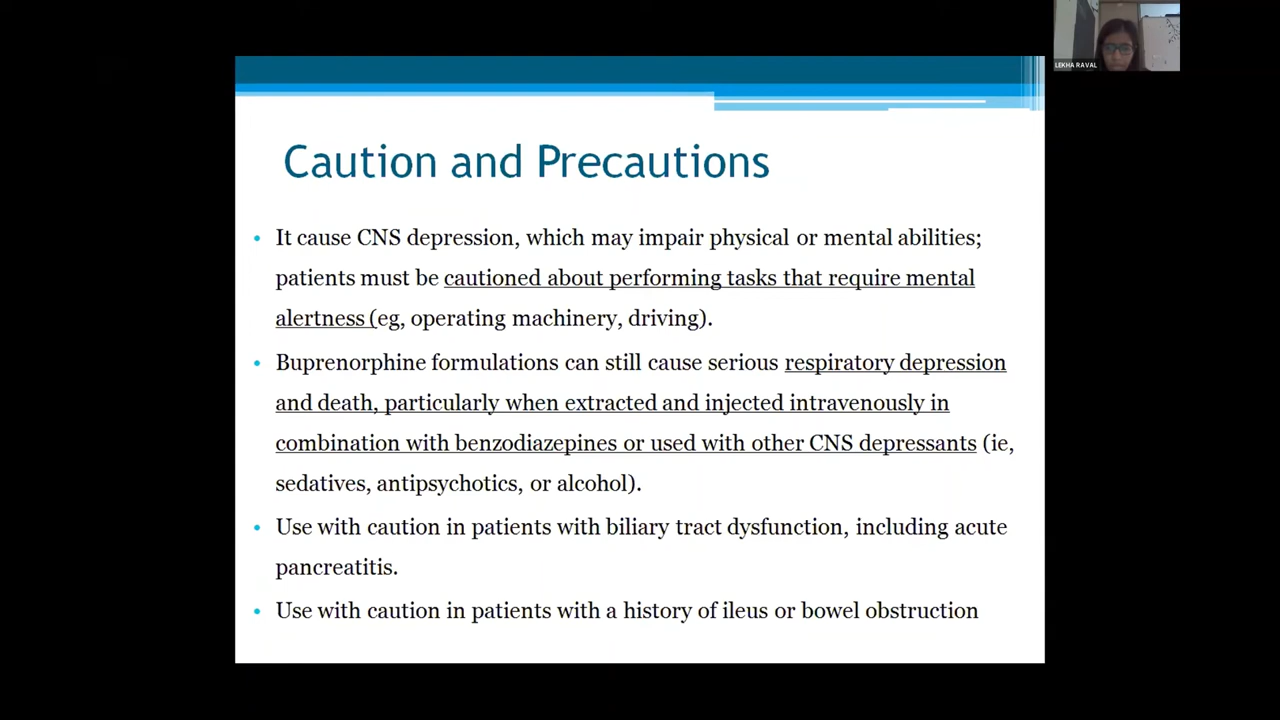 LEKHA RAVAL
Caution and Precautions
• It cause CNS depression, which may impair physical or mental abilities;
patients must be cautioned about performing tasks that require mental
alertness (eg, operating machinery, driving).
• Buprenorphine formulations can still cause serious respiratory depression
and death, particularly when extracted and injected intravenously in
combination with benzodiazepines or used with other CNS depressants (ie,
sedatives, antipsychotics, or alcohol).
• Use with caution in patients with biliary tract dysfunction, including acute
pancreatitis.
• Use with caution in patients with a history of ileus or bowel obstruction